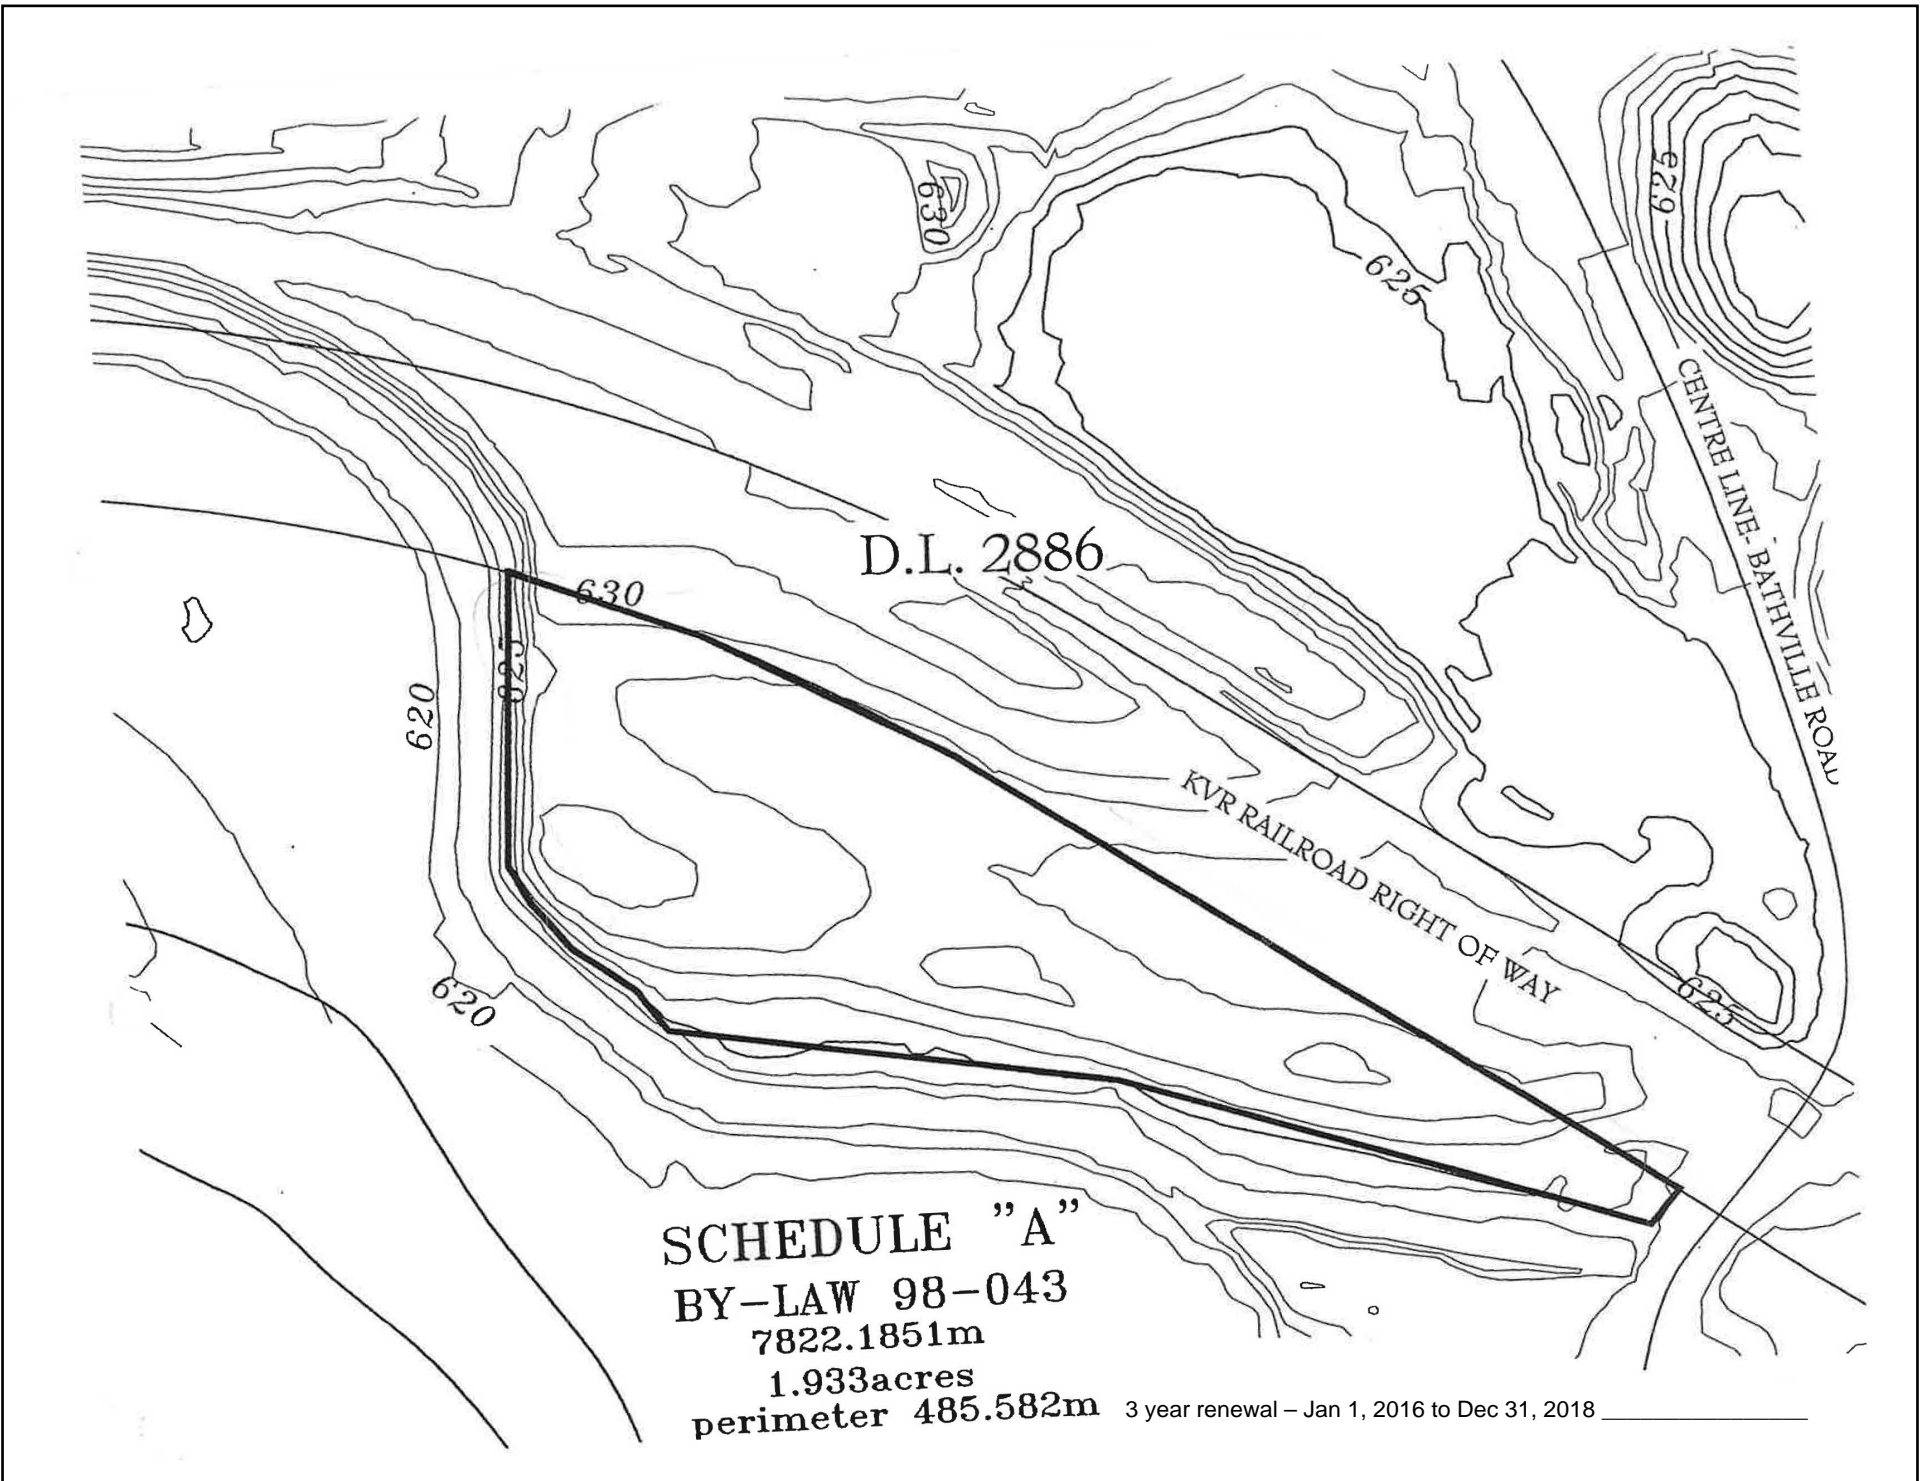 630
625
625
CENTRE LINE- BATHVILLE ROAD
D.L. 2886
630
625
620
KVR RAILROAD RIGHT OF WAY
620
625
SCHEDULE "A"
BY-LAW 98-043
7822.1851m
1.933acres
perimeter 485.582m
3 year renewal – Jan 1, 2016 to Dec 31, 2018